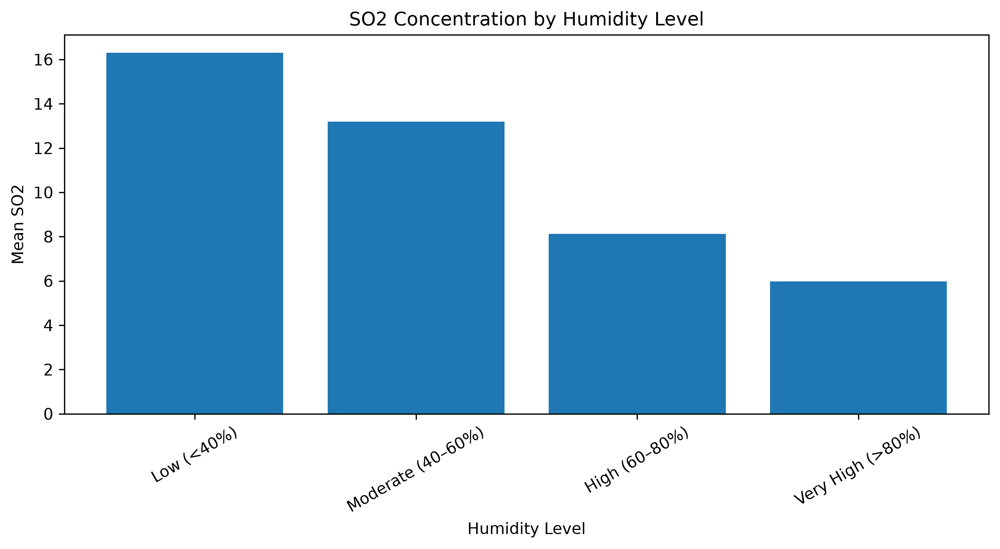 SO2 Concentration by Humidity Level
Mean SO2
16
14
12
10
8
6
4
2
0
Low (<40%)
Moderate (40–60%)
High (60–80%)
Very High (>80%)
Humidity Level